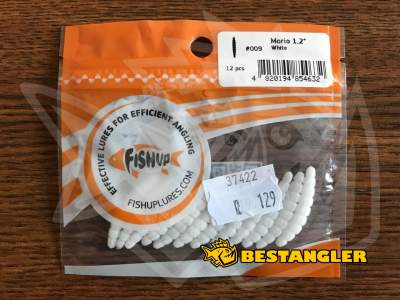 Morio 1.2"
#009 White
12 pcs
4 820194 854632
EFFECTIVE LURES FOR EFFICIENT ANGLING
FISHUP
FISHUPLURES.COM
37422
129
BESTANGLER